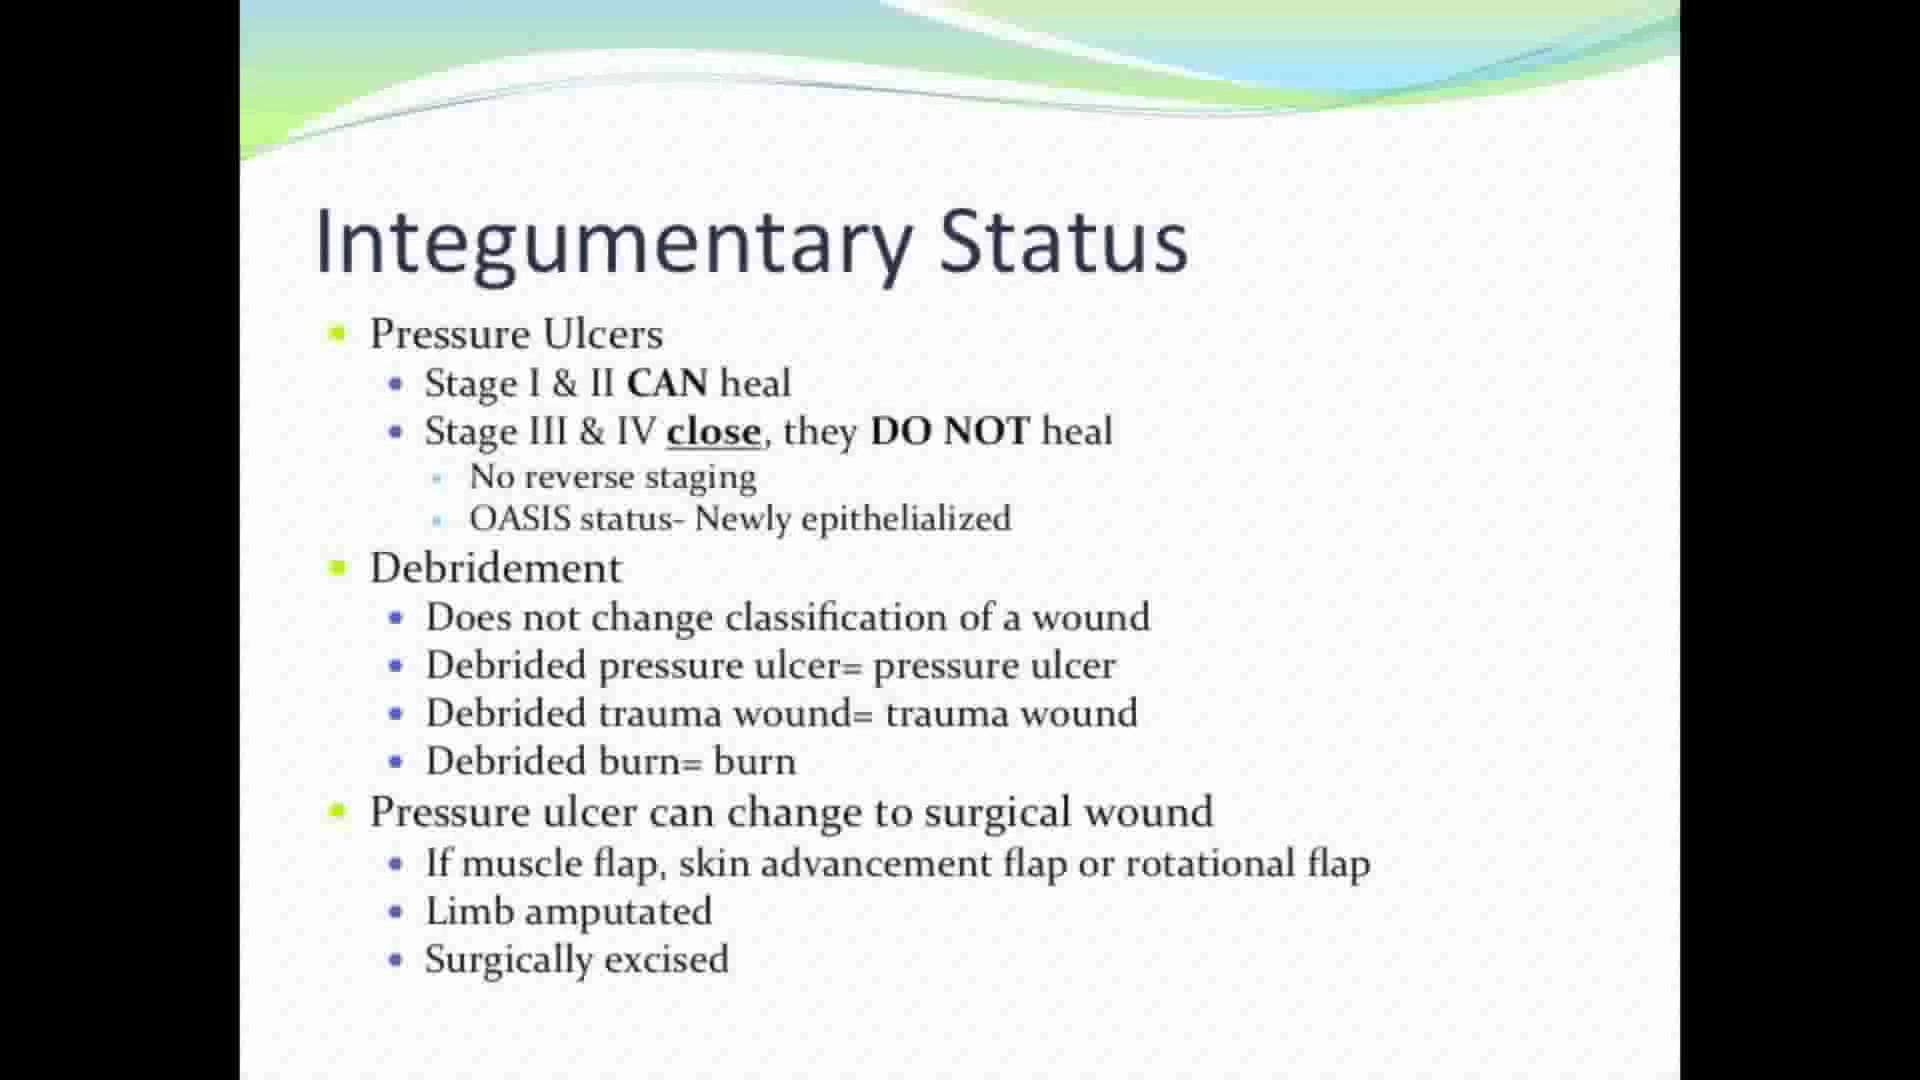 Integumentary Status
Pressure Ulcers
Stage I & II CAN heal
Stage III & IV close, they DO NOT heal
No reverse staging
OASIS status- Newly epithelialized
Debridement
Does not change classification of a wound
Debrided pressure ulcer= pressure ulcer
Debrided trauma wound= trauma wound
Debrided burn= burn
Pressure ulcer can change to surgical wound
If muscle flap, skin advancement flap or rotational flap
Limb amputated
Surgically excised